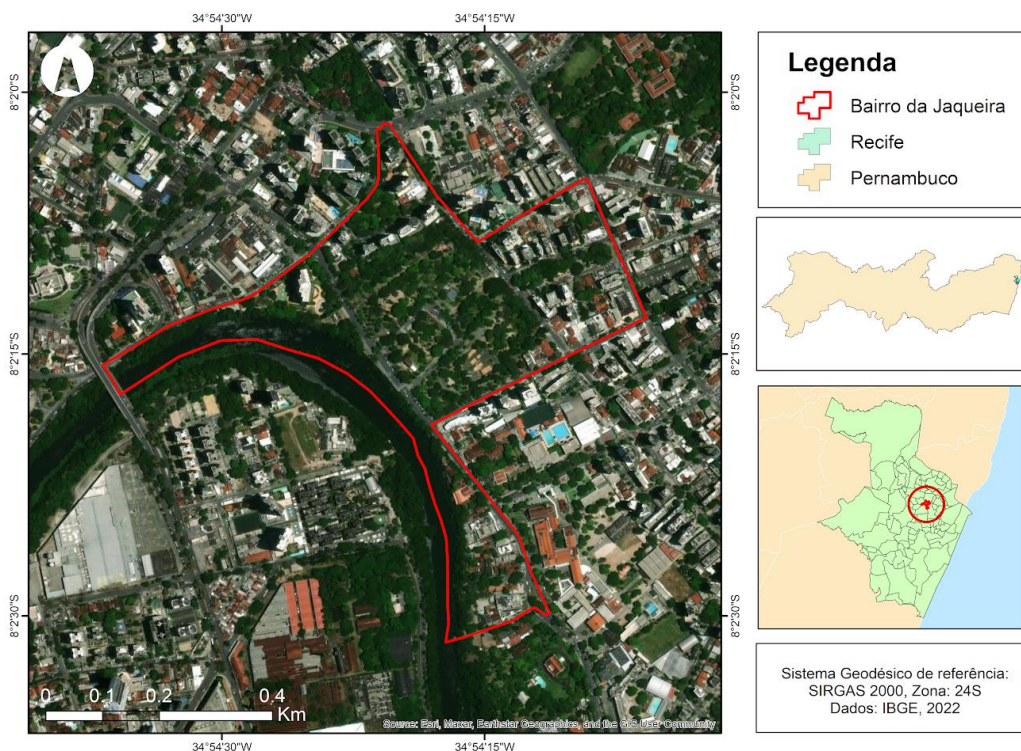 34°54'30"W
34°54'15"W
8°2'0"S
8°2'0"S
8°2'15"S
8°2'15"S
8°2'30"S
8°2'30"S
0 0.1 0.2 0.4
Km
Source: Esri, Maxar, Earthstar Geographics, and the GIS User Community
34°54'30"W
34°54'15"W
Legenda
Bairro da Jaqueira
Recife
Pernambuco
Sistema Geodésico de referência:
SIRGAS 2000, Zona: 24S
Dados: IBGE, 2022